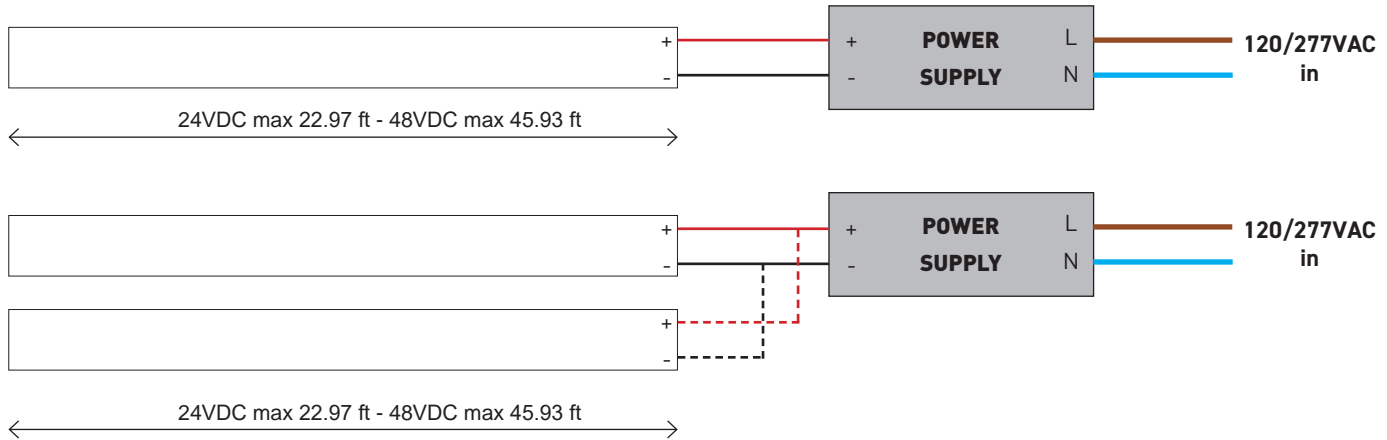 + + POWER L 120/277VAC
- - SUPPLY N in
24VDC max 22.97 ft - 48VDC max 45.93 ft
+ + POWER L 120/277VAC
- - SUPPLY N in
+
-
24VDC max 22.97 ft - 48VDC max 45.93 ft